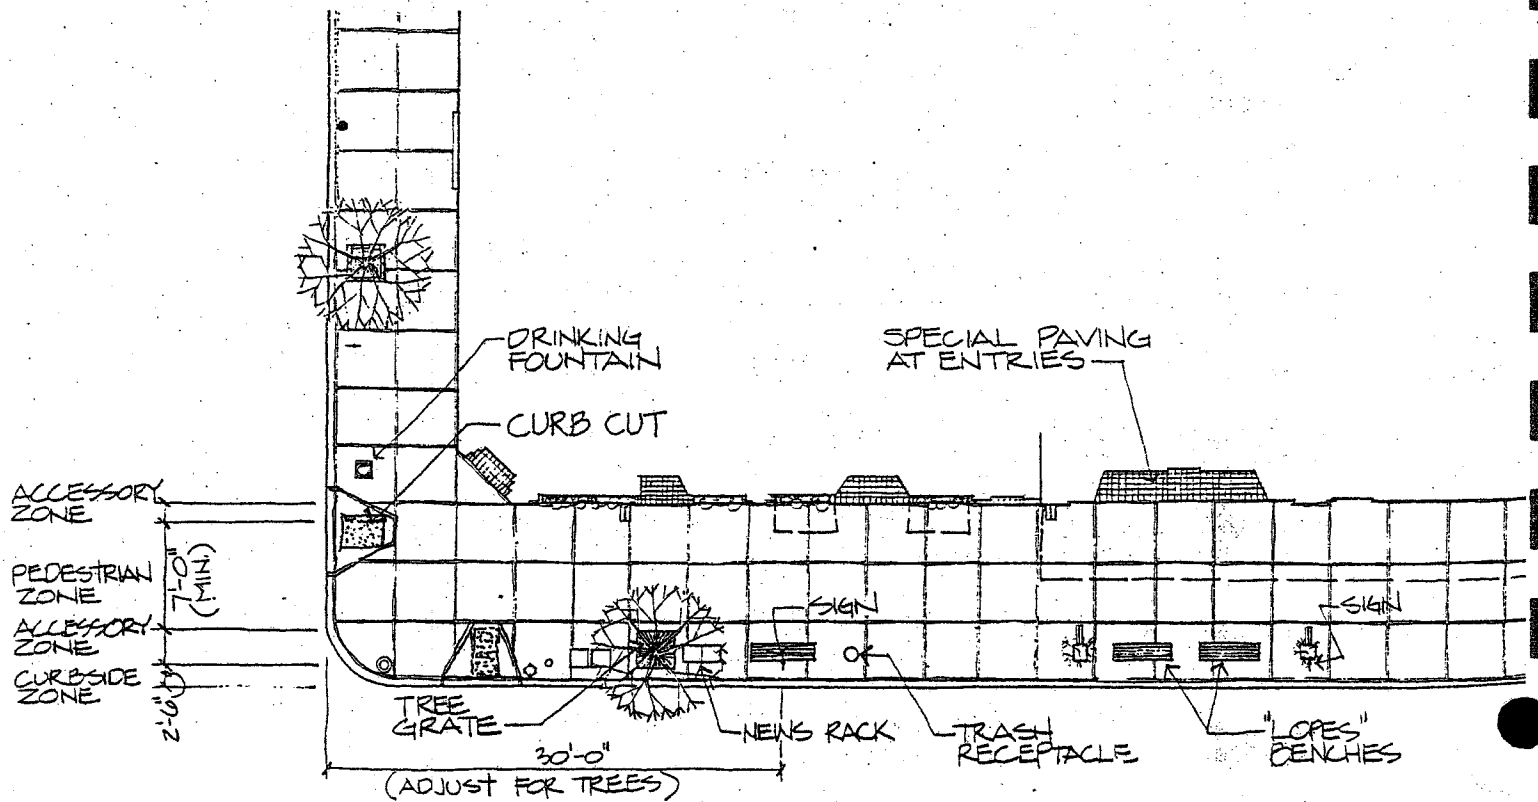 DRINKING
FOUNTAIN
SPECIAL PAVING
AT ENTRIES
CURB CUT
ACCESSORY
ZONE
PEDESTRIAN
ZONE
7'-0"
(MIN.)
ACCESSORY
ZONE
CURBSIDE
ZONE
2'-6"
SIGN
SIGN
TREE
GRATE
NEWS RACK
TRASH
RECEPTACLE
"LOPES"
BENCHES
30'-0"
(ADJUST FOR TREES)